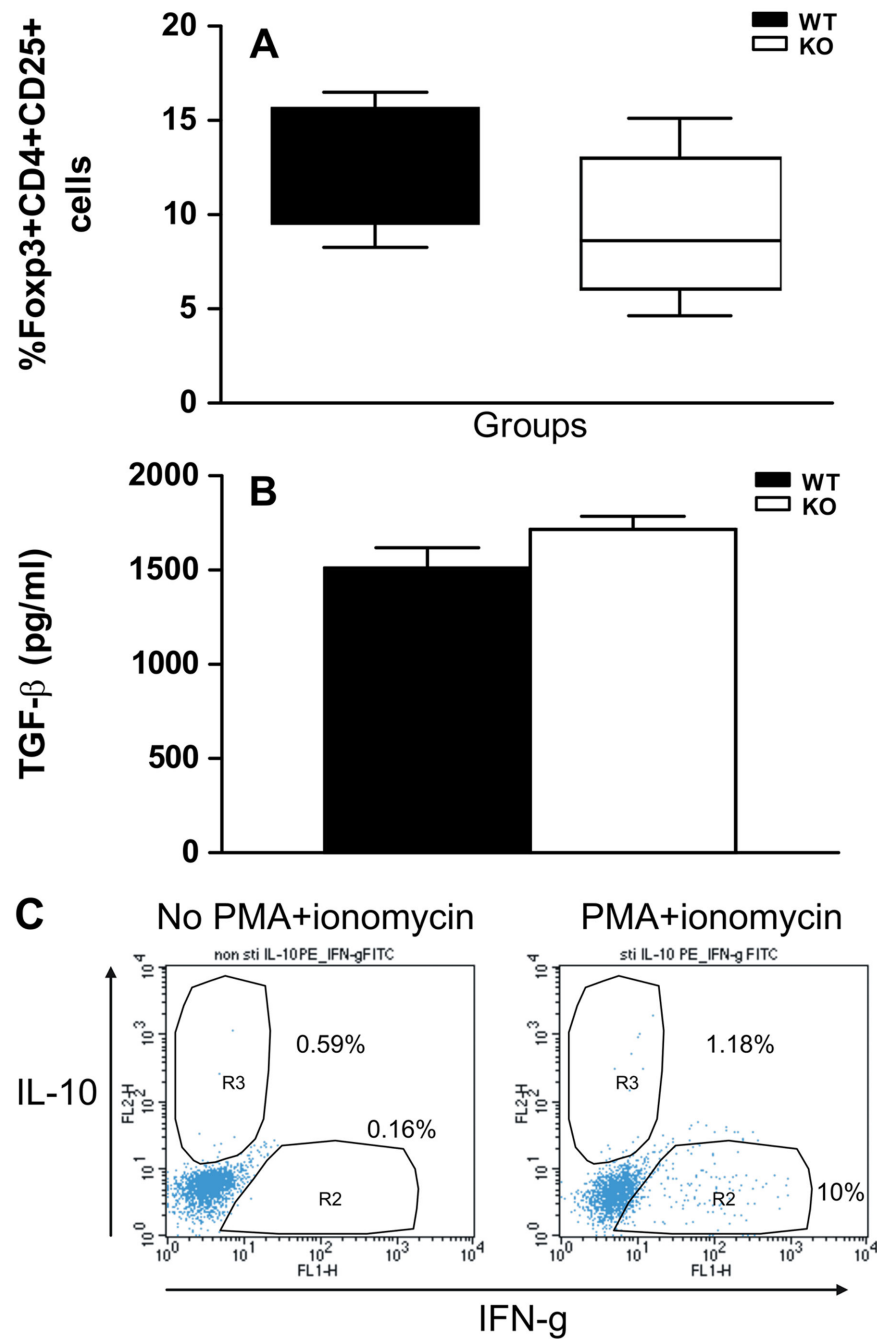 A
WT
KO
%Foxp3+CD4+CD25+
cells
20
15
10
5
0
Groups
B
WT
KO
TGF-β (pg/ml)
2000
1500
1000
500
0
C
No PMA+ionomycin
PMA+ionomycin
non sti IL-10PE_IFN-gFITC
sti IL-10 PE_IFN-g FITC
IL-10
FL2-H
10^4
10^3
10^2
10^1
10^0
R3
0.59%
0.16%
R2
10^0 10^1 10^2 10^3 10^4
FL1-H
FL2-H
10^4
10^3
10^2
10^1
10^0
R3
1.18%
R2
10%
10^0 10^1 10^2 10^3 10^4
FL1-H
IFN-g